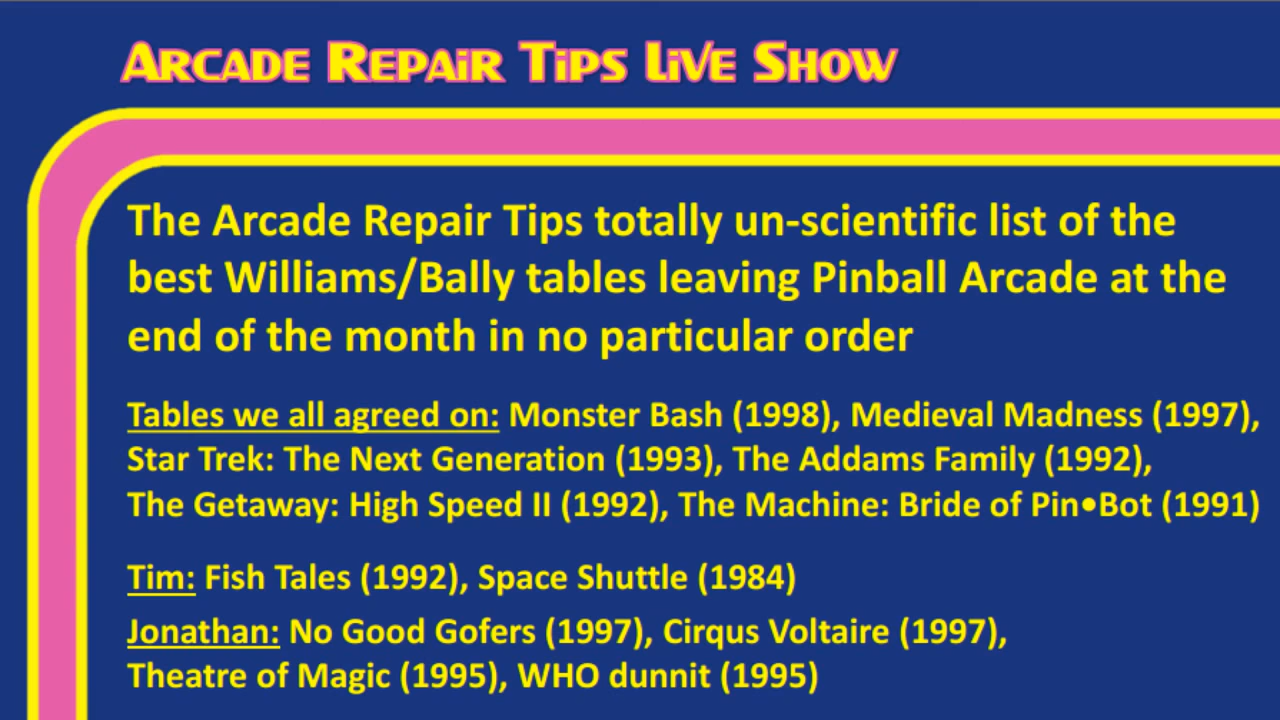 Arcade Repair Tips Live Show
The Arcade Repair Tips totally un-scientific list of the
best Williams/Bally tables leaving Pinball Arcade at the
end of the month in no particular order
Tables we all agreed on: Monster Bash (1998), Medieval Madness (1997),
Star Trek: The Next Generation (1993), The Addams Family (1992),
The Getaway: High Speed II (1992), The Machine: Bride of Pin•Bot (1991)
Tim: Fish Tales (1992), Space Shuttle (1984)
Jonathan: No Good Gofers (1997), Cirqus Voltaire (1997),
Theatre of Magic (1995), WHO dunnit (1995)